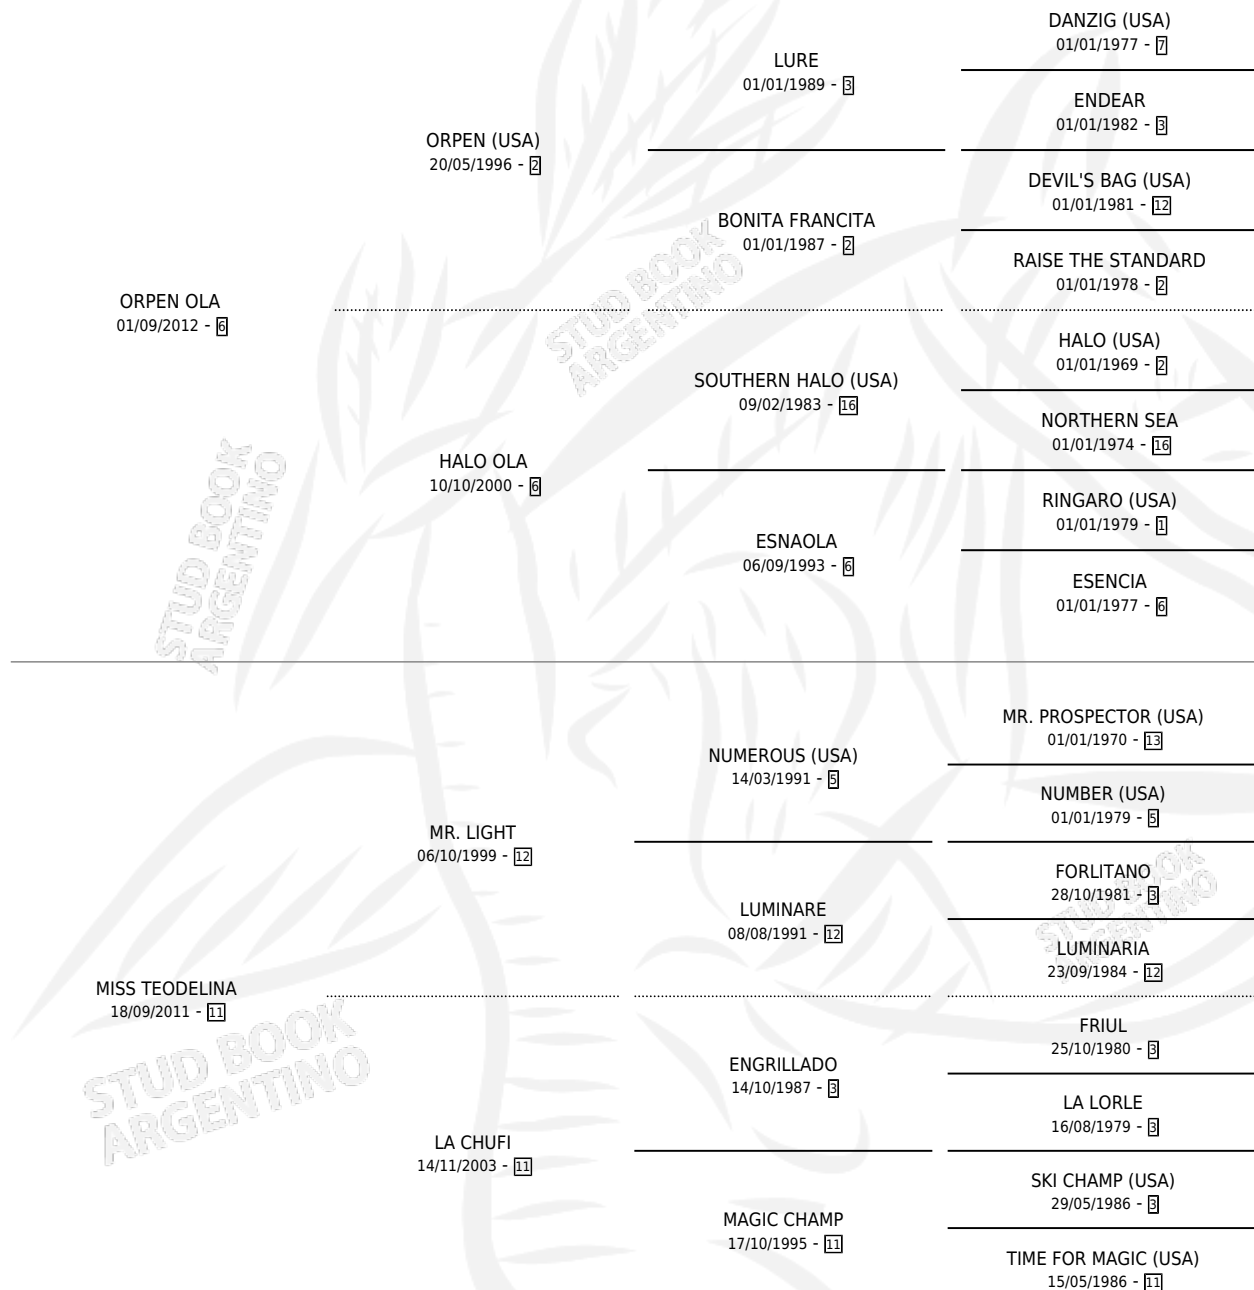 DANZIG (USA)
01/01/1977 - 7
LURE
01/01/1989 - 3
ENDEAR
01/01/1982 - 3
ORPEN (USA)
20/05/1996 - 2
DEVIL'S BAG (USA)
01/01/1981 - 12
BONITA FRANCITA
01/01/1987 - 2
RAISE THE STANDARD
01/01/1978 - 2
ORPEN OLA
01/09/2012 - 6
HALO (USA)
01/01/1969 - 2
SOUTHERN HALO (USA)
09/02/1983 - 16
NORTHERN SEA
01/01/1974 - 16
HALO OLA
10/10/2000 - 6
RINGARO (USA)
01/01/1979 - 1
ESNAOLA
06/09/1993 - 6
ESENCIA
01/01/1977 - 6
STUD BOOK
ARGENTINO
STUD BOOK
ARGENTINO
MR. PROSPECTOR (USA)
01/01/1970 - 13
NUMEROUS (USA)
14/03/1991 - 5
NUMBER (USA)
01/01/1979 - 5
MR. LIGHT
06/10/1999 - 12
FORLITANO
28/10/1981 - 3
LUMINARE
08/08/1991 - 12
LUMINARIA
23/09/1984 - 12
MISS TEODELINA
18/09/2011 - 11
FRIUL
25/10/1980 - 3
ENGRILLADO
14/10/1987 - 3
LA LORLE
16/08/1979 - 3
LA CHUFI
14/11/2003 - 11
SKI CHAMP (USA)
29/05/1986 - 3
MAGIC CHAMP
17/10/1995 - 11
TIME FOR MAGIC (USA)
15/05/1986 - 11
STUD BOOK
ARGENTINO
STUD BOOK
ARGENTINO